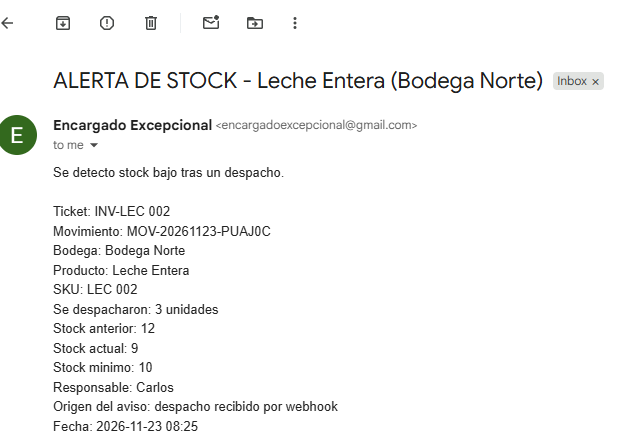 ALERTA DE STOCK - Leche Entera (Bodega Norte) Inbox ×
E
Encargado Excepcional <encargadoexcepcional@gmail.com>
to me
Se detecto stock bajo tras un despacho.
Ticket: INV-LEC 002
Movimiento: MOV-20261123-PUAJ0C
Bodega: Bodega Norte
Producto: Leche Entera
SKU: LEC 002
Se despacharon: 3 unidades
Stock anterior: 12
Stock actual: 9
Stock minimo: 10
Responsable: Carlos
Origen del aviso: despacho recibido por webhook
Fecha: 2026-11-23 08:25